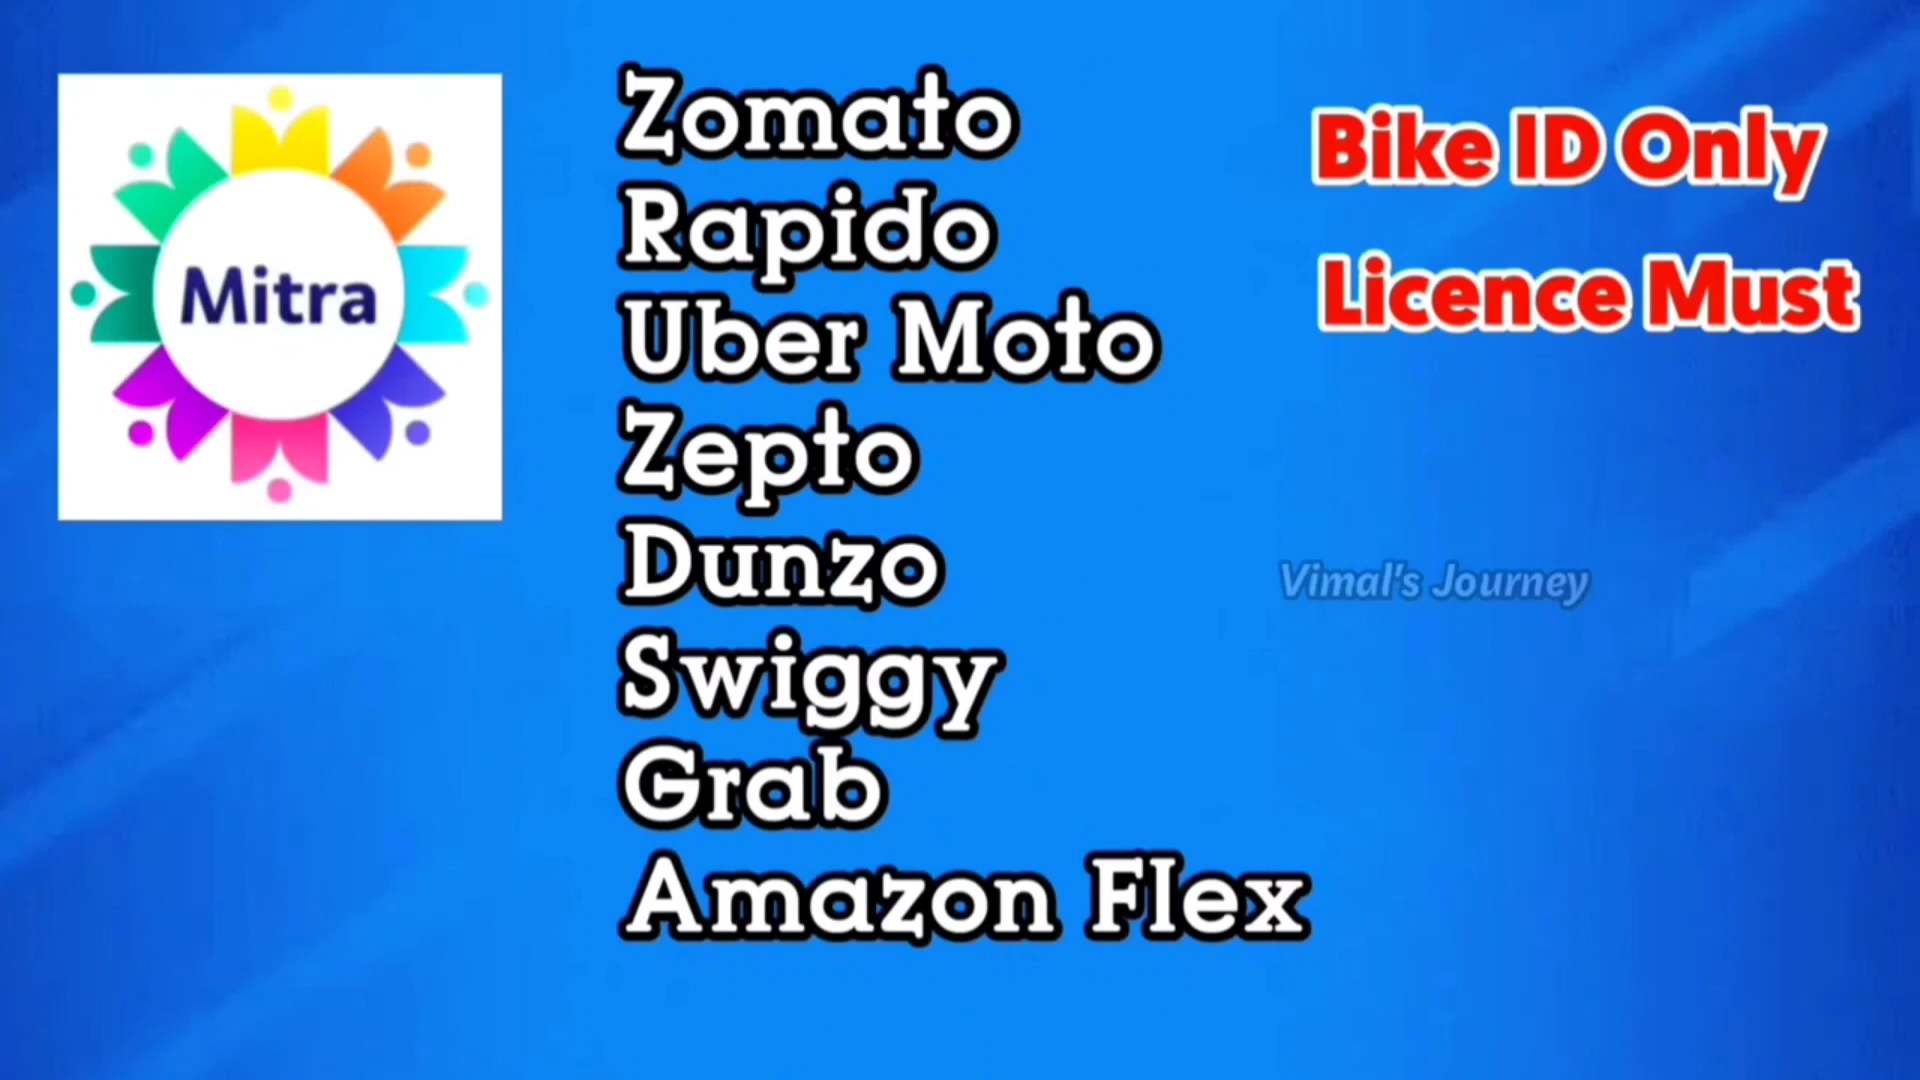 Mitra
Zomato
Rapido
Uber Moto
Zepto
Dunzo
Swiggy
Grab
Amazon Flex
Bike ID Only
Licence Must
Vimal's Journey